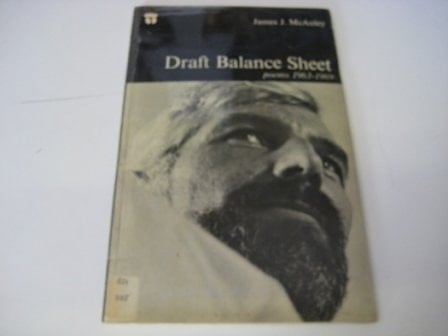 James J. McAuley
Draft Balance Sheet
poems 1963-1969